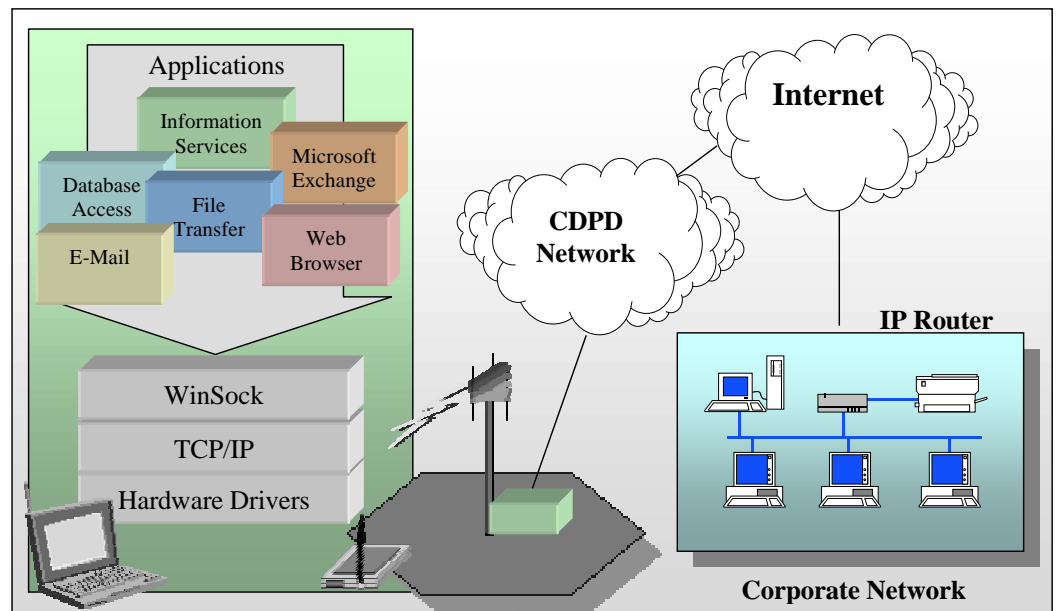 Applications
Information
Services
Microsoft
Exchange
Database
Access
File
Transfer
E-Mail
Web
Browser
WinSock
TCP/IP
Hardware Drivers
CDPD
Network
Internet
IP Router
Corporate Network